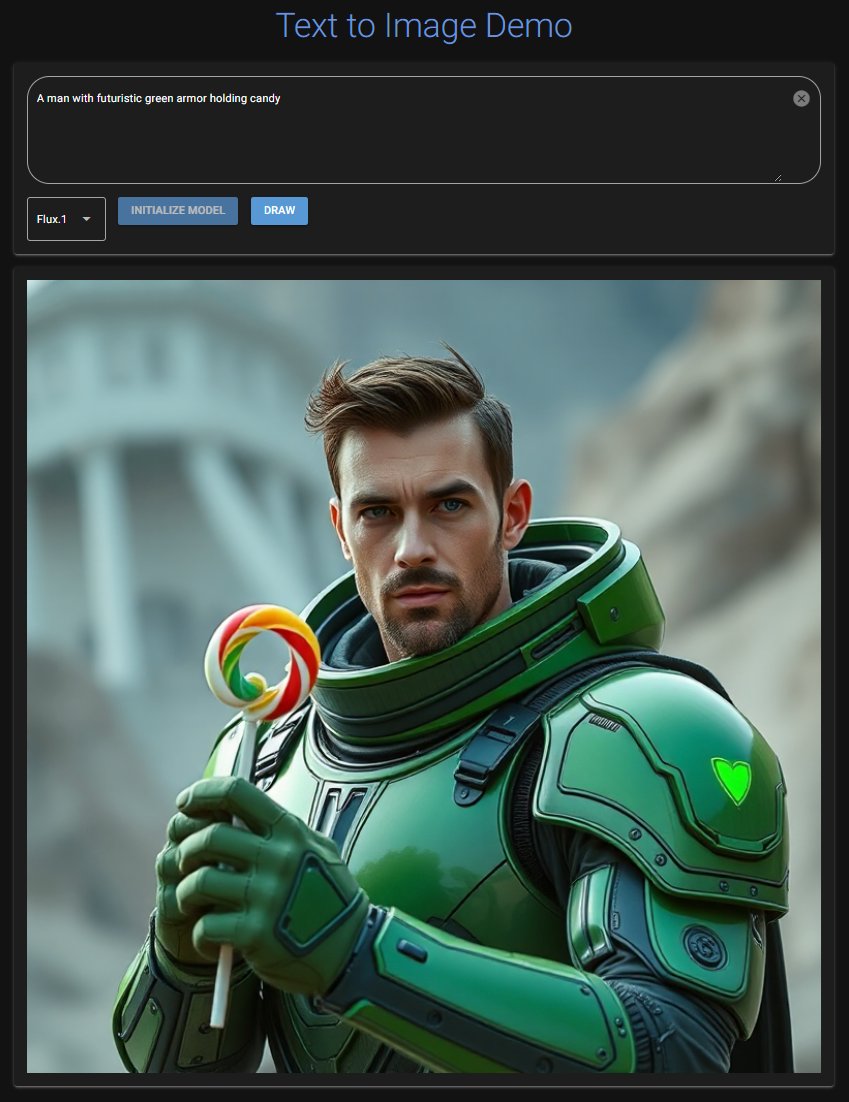 Text to Image Demo
A man with futuristic green armor holding candy
Flux.1
INITIALIZE MODEL
DRAW